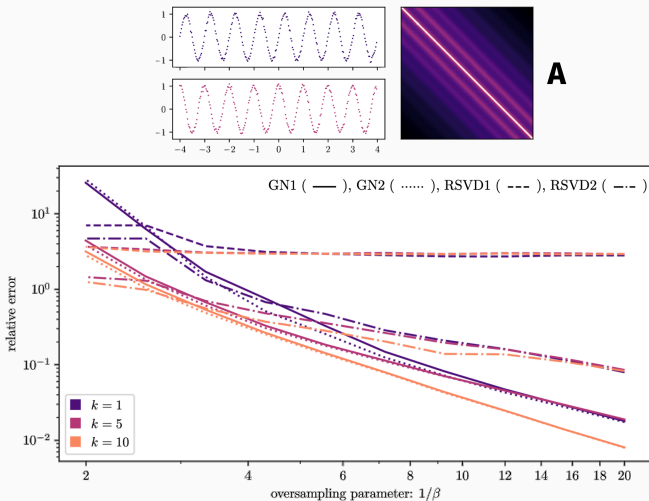 1
0
−1
1
0
−1
−4 −3 −2 −1 0 1 2 3 4
A
GN1 ( — ), GN2 ( ······ ), RSVD1 ( --- ), RSVD2 ( —·— )
relative error
10^1
10^0
10^−1
10^−2
k = 1
k = 5
k = 10
2 4 6 8 10 12 14 16 18 20
oversampling parameter: 1/β